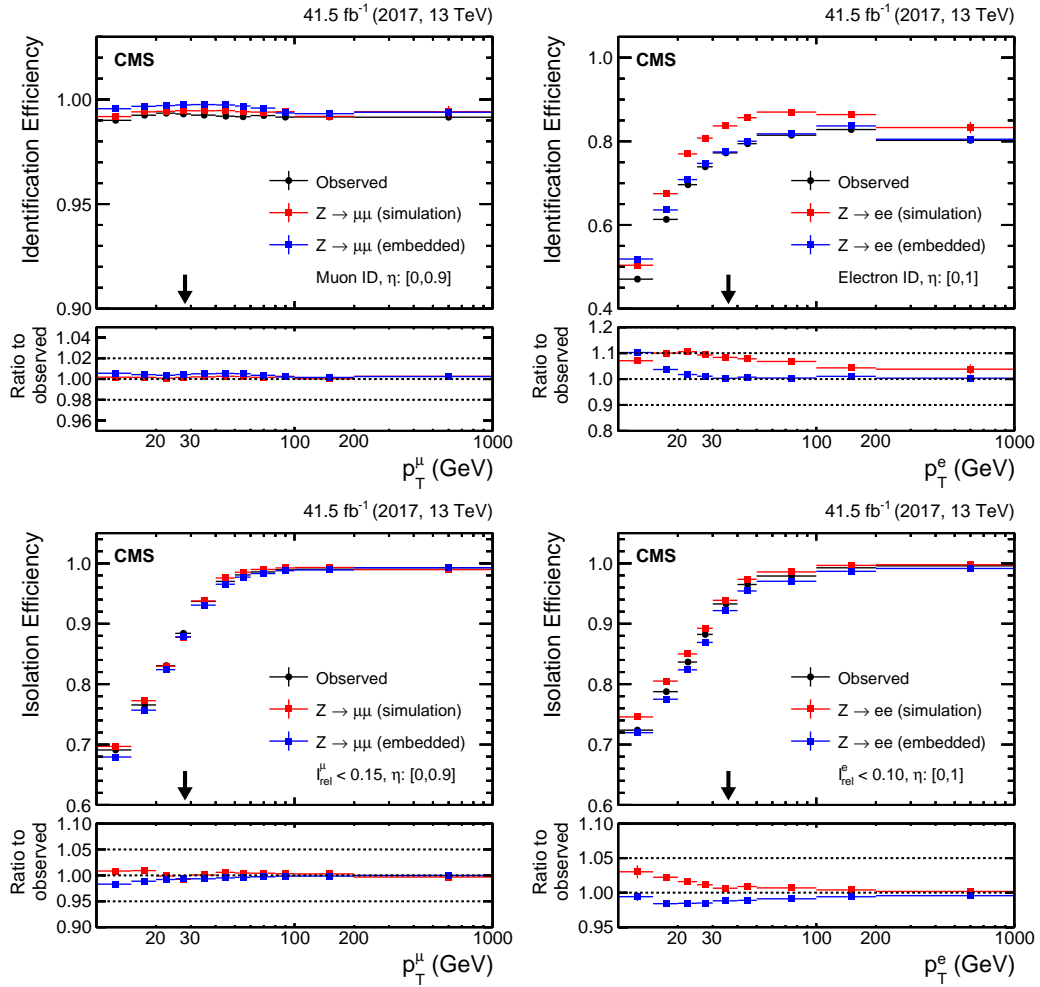 41.5 fb⁻¹ (2017, 13 TeV)
CMS
Identification Efficiency
1.00
0.95
0.90
Observed
Z → μμ (simulation)
Z → μμ (embedded)
Muon ID, η: [0,0.9]
Ratio to observed
1.04
1.02
1.00
0.98
0.96
20 30 100 200 1000
p_T^μ (GeV)
41.5 fb⁻¹ (2017, 13 TeV)
CMS
Identification Efficiency
1.0
0.8
0.6
0.4
Observed
Z → ee (simulation)
Z → ee (embedded)
Electron ID, η: [0,1]
Ratio to observed
1.2
1.1
1.0
0.9
0.8
20 30 100 200 1000
p_T^e (GeV)
41.5 fb⁻¹ (2017, 13 TeV)
CMS
Isolation Efficiency
1.0
0.9
0.8
0.7
0.6
Observed
Z → μμ (simulation)
Z → μμ (embedded)
I_rel^μ < 0.15, η: [0,0.9]
Ratio to observed
1.10
1.05
1.00
0.95
0.90
20 30 100 200 1000
p_T^μ (GeV)
41.5 fb⁻¹ (2017, 13 TeV)
CMS
Isolation Efficiency
1.0
0.9
0.8
0.7
0.6
Observed
Z → ee (simulation)
Z → ee (embedded)
I_rel^e < 0.10, η: [0,1]
Ratio to observed
1.10
1.05
1.00
0.95
20 30 100 200 1000
p_T^e (GeV)